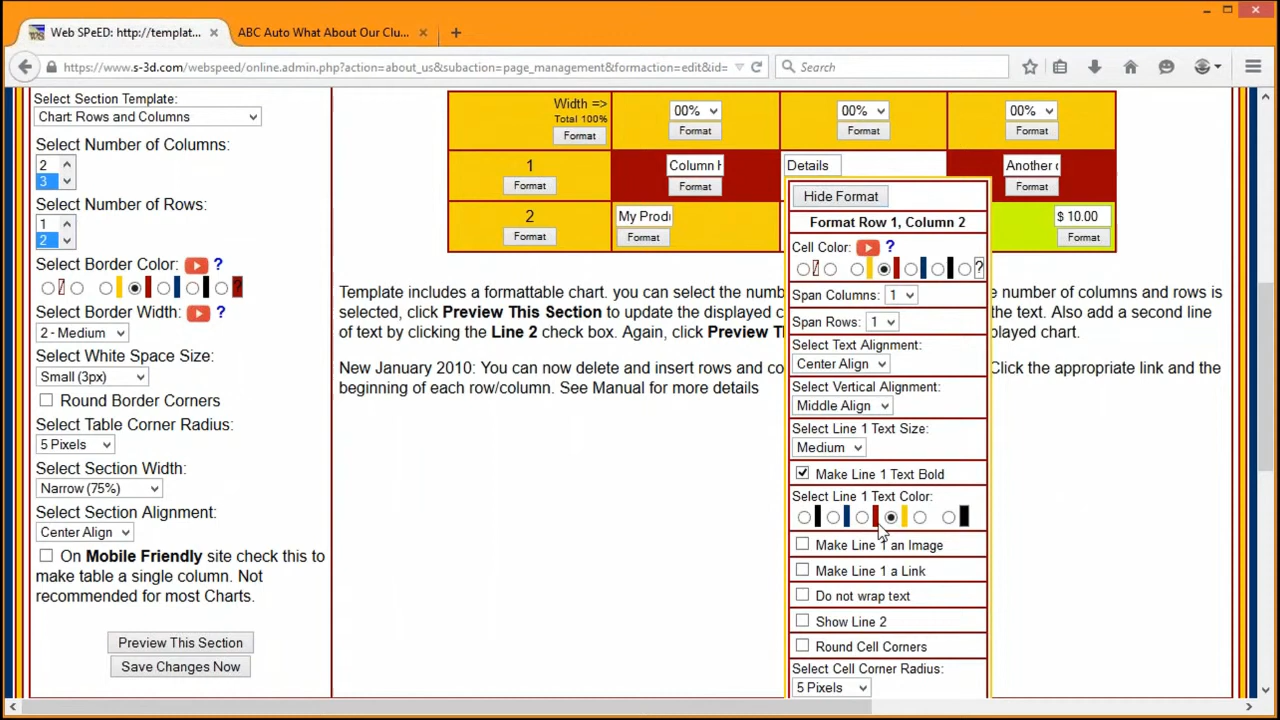 Web SPeED: http://templat...
ABC Auto What About Our Clu...
https://www.s-3d.com/webspeed/online.admin.php?action=about_us&subaction=page_management&formaction=edit&id=
Search
Select Section Template:
Chart: Rows and Columns
Select Number of Columns:
2
3
Select Number of Rows:
1
2
Select Border Color: ?
?
Select Border Width: ?
2 - Medium
Select White Space Size:
Small (3px)
Round Border Corners
Select Table Corner Radius:
5 Pixels
Select Section Width:
Narrow (75%)
Select Section Alignment:
Center Align
On Mobile Friendly site check this to
make table a single column. Not
recommended for most Charts.
Preview This Section
Save Changes Now
Width =>
Total 100%
Format
00%
Format
00%
Format
00%
Format
1
Format
Column
Format
Details
Another
Format
2
Format
My Prod
Format
$ 10.00
Format
Template includes a formattable chart. you can select the num
selected, click Preview This Section to update the displayed c
of text by clicking the Line 2 check box. Again, click Preview T
e number of columns and rows is
the text. Also add a second line
played chart.
New January 2010: You can now delete and insert rows and co
beginning of each row/column. See Manual for more details
Click the appropriate link and the
Hide Format
Format Row 1, Column 2
Cell Color: ?
?
Span Columns: 1
Span Rows: 1
Select Text Alignment:
Center Align
Select Vertical Alignment:
Middle Align
Select Line 1 Text Size:
Medium
Make Line 1 Text Bold
Select Line 1 Text Color:
Make Line 1 an Image
Make Line 1 a Link
Do not wrap text
Show Line 2
Round Cell Corners
Select Cell Corner Radius:
5 Pixels